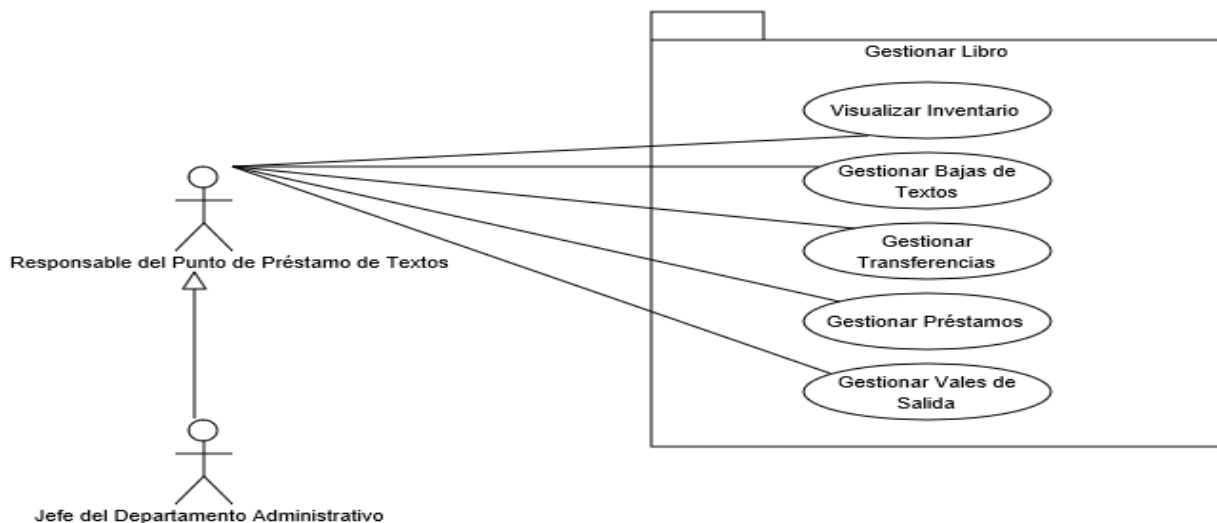 Gestionar Libro
Visualizar Inventario
Gestionar Bajas de
Textos
Gestionar
Transferencias
Gestionar Préstamos
Gestionar Vales de
Salida
Responsable del Punto de Préstamo de Textos
Jefe del Departamento Administrativo